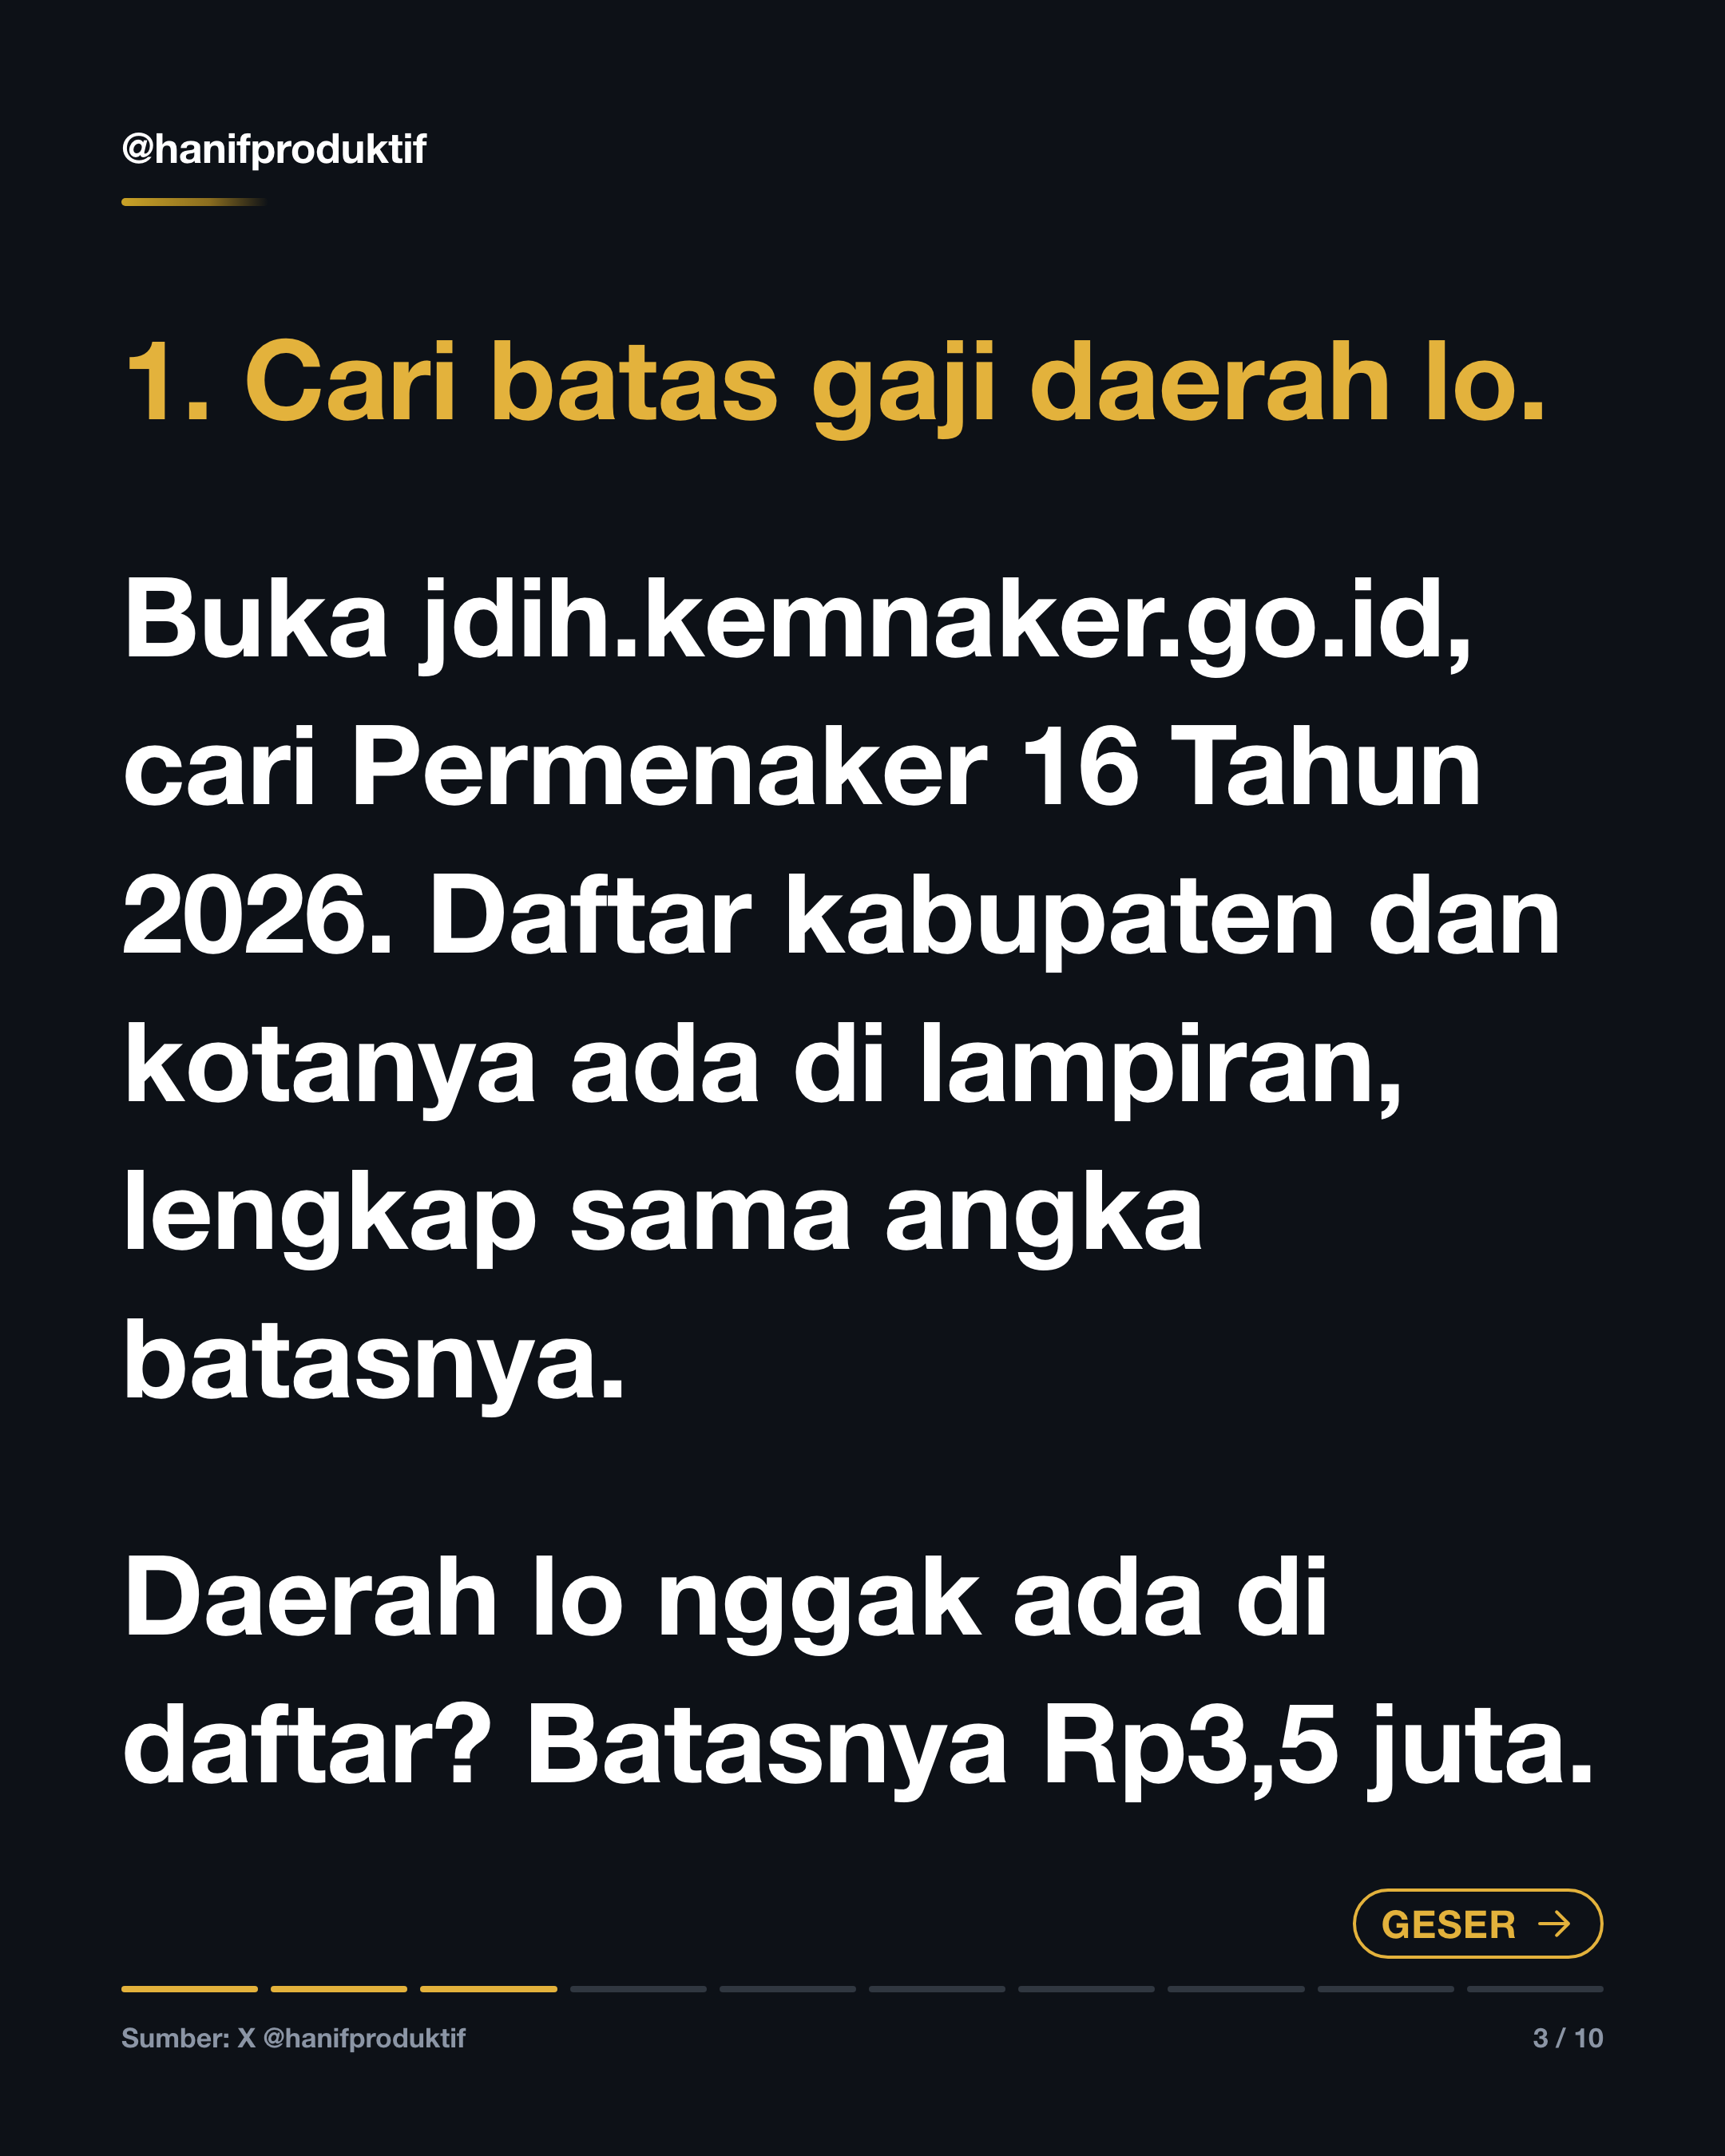 @hanifproduktif
1. Cari batas gaji daerah lo.
Buka jdih.kemnaker.go.id,
cari Permenaker 16 Tahun
2026. Daftar kabupaten dan
kotanya ada di lampiran,
lengkap sama angka
batasnya.
Daerah lo nggak ada di
daftar? Batasnya Rp3,5 juta.
GESER →
Sumber: X @hanifproduktif
3 / 10